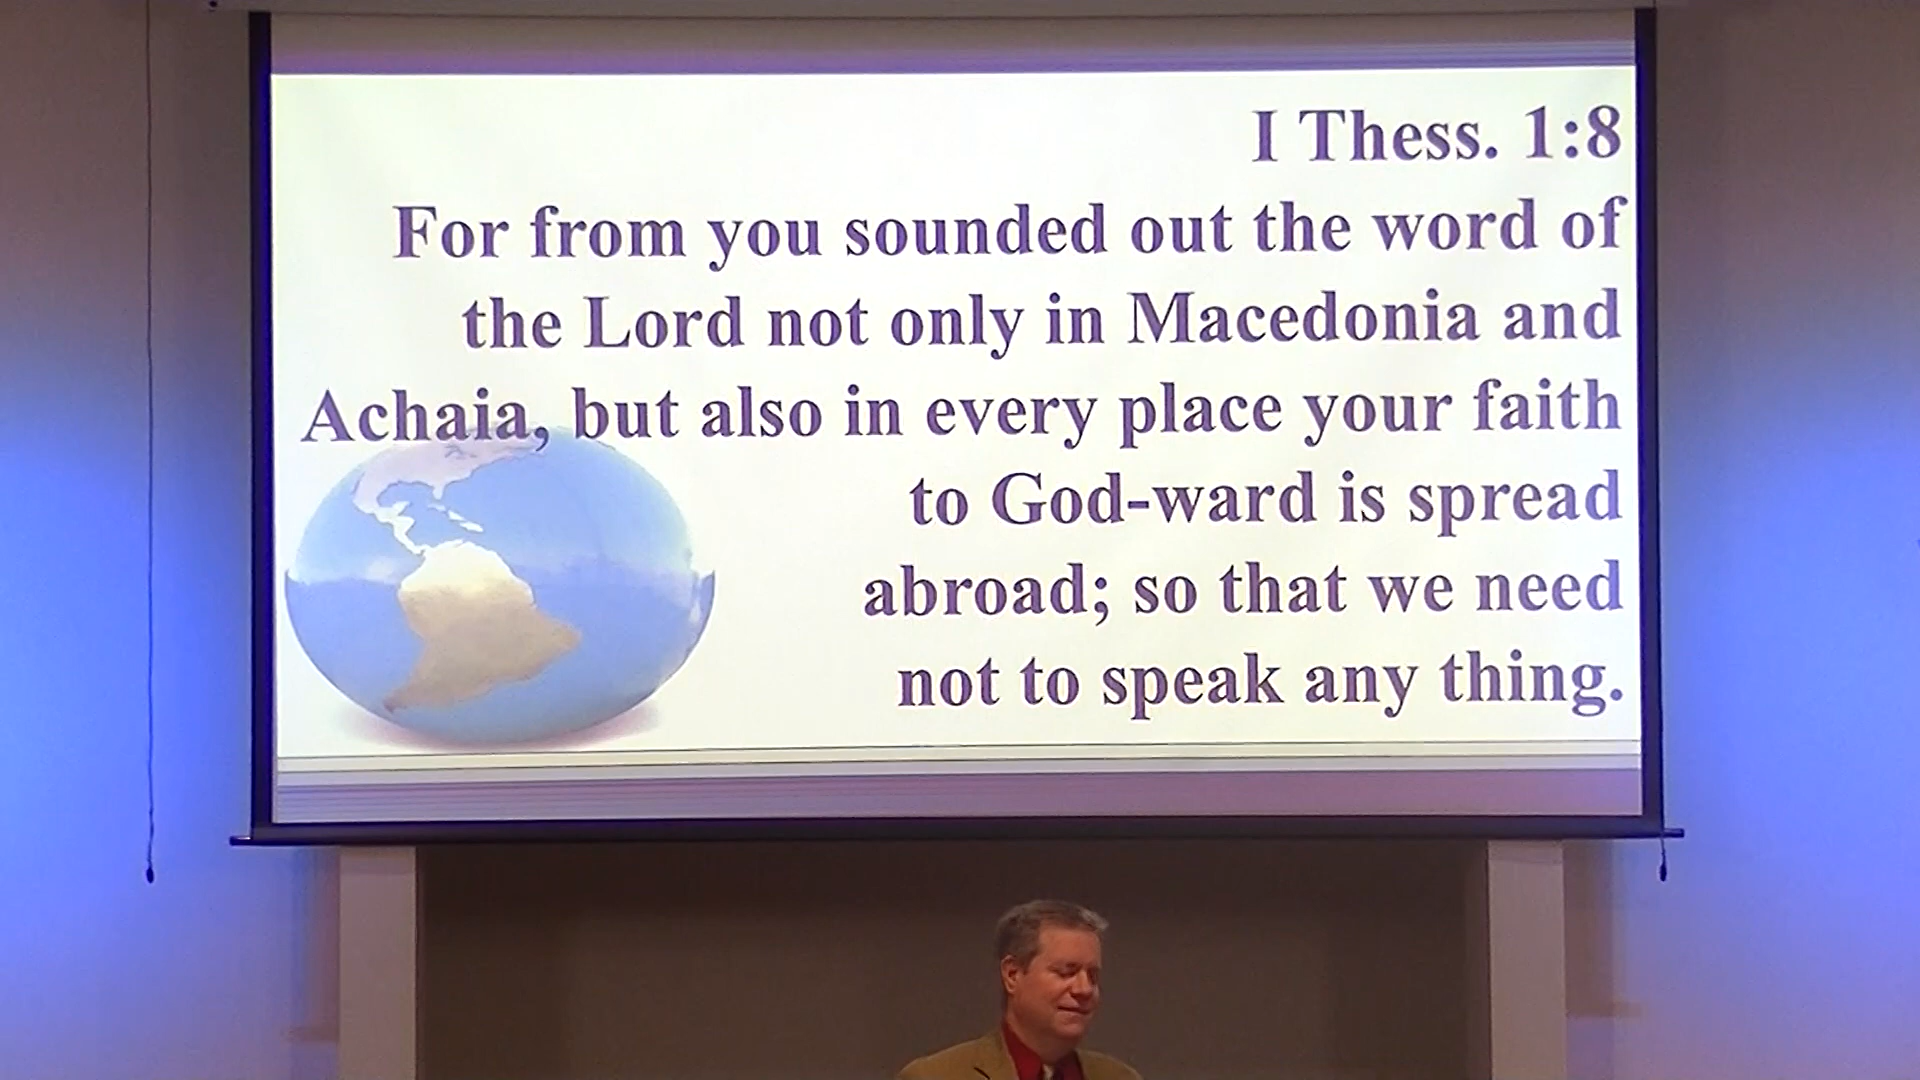 I Thess. 1:8
For from you sounded out the word of
the Lord not only in Macedonia and
Achaia, but also in every place your faith
to God-ward is spread
abroad; so that we need
not to speak any thing.